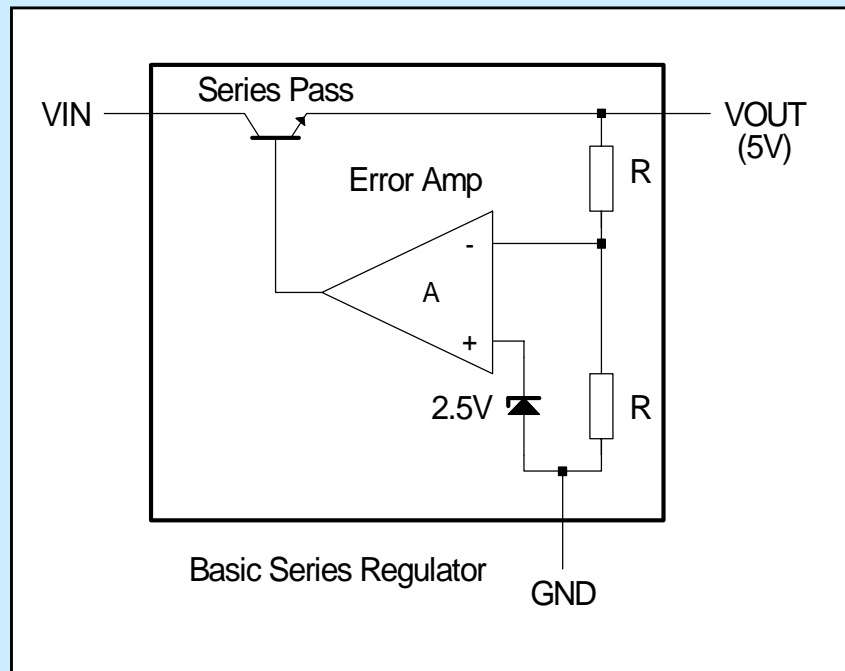 Series Pass
VIN
VOUT
(5V)
Error Amp
R
-
A
+
2.5V
R
Basic Series Regulator
GND